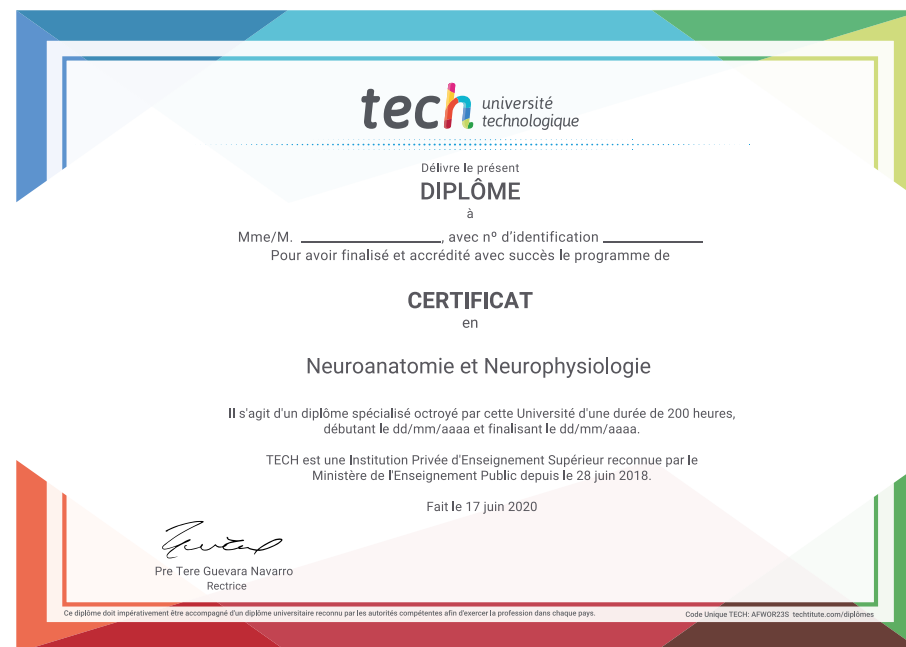 tech université
technologique
Délivre le présent
DIPLÔME
à
Mme/M. ____________________, avec nº d'identification ______________
Pour avoir finalisé et accrédité avec succès le programme de
CERTIFICAT
en
Neuroanatomie et Neurophysiologie
Il s'agit d'un diplôme spécialisé octroyé par cette Université d'une durée de 200 heures,
débutant le dd/mm/aaaa et finalisant le dd/mm/aaaa.
TECH est une Institution Privée d'Enseignement Supérieur reconnue par le
Ministère de l'Enseignement Public depuis le 28 juin 2018.
Fait le 17 juin 2020
Pre Tere Guevara Navarro
Rectrice
Ce diplôme doit impérativement être accompagné d'un diplôme universitaire reconnu par les autorités compétentes afin d'exercer la profession dans chaque pays.
Code Unique TECH: AFWOR23S techtitute.com/diplômes